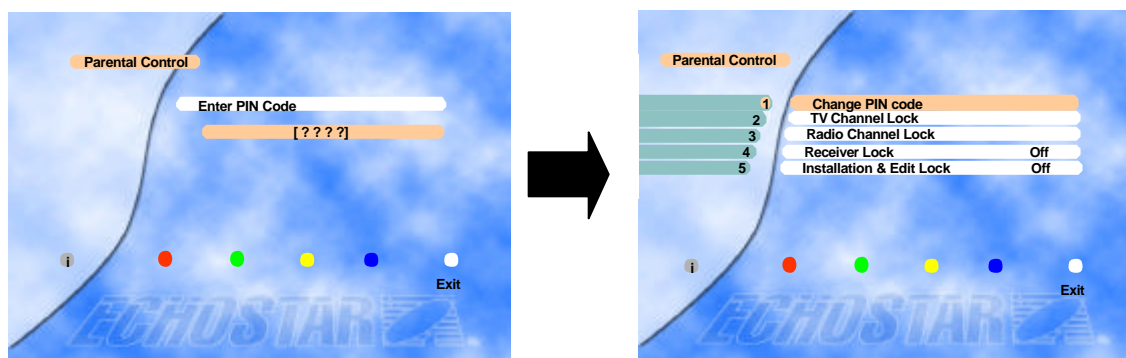 Parental Control
Enter PIN Code
[ ? ? ? ?]
i
Exit
ECHOSTAR
Parental Control
1 Change PIN code
2 TV Channel Lock
3 Radio Channel Lock
4 Receiver Lock Off
5 Installation & Edit Lock Off
i
Exit
ECHOSTAR